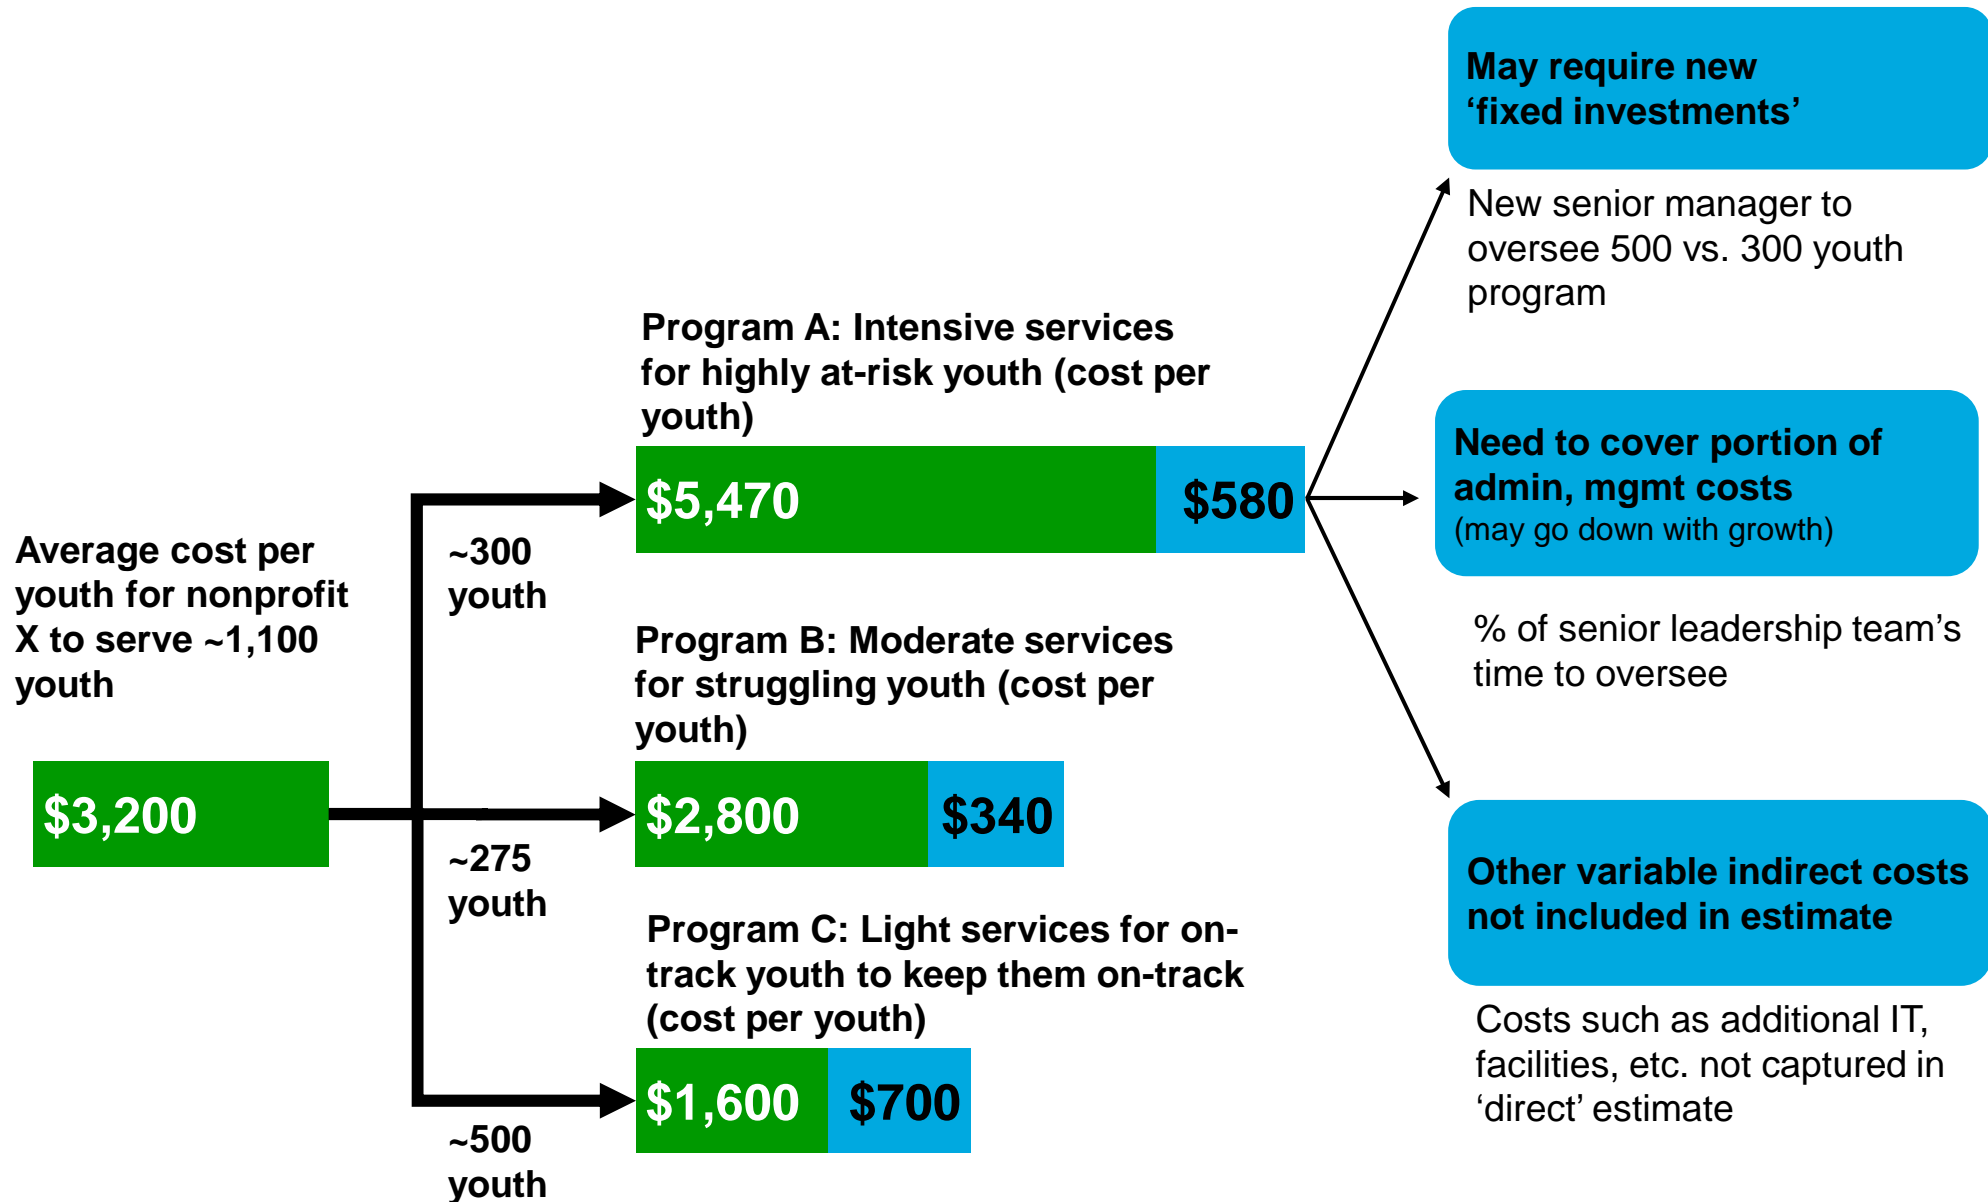 Average cost per
youth for nonprofit
X to serve ~1,100
youth
$3,200
~300
youth
~275
youth
~500
youth
Program A: Intensive services
for highly at-risk youth (cost per
youth)
$5,470
$580
Program B: Moderate services
for struggling youth (cost per
youth)
$2,800
$340
Program C: Light services for on-
track youth to keep them on-track
(cost per youth)
$1,600
$700
May require new
‘fixed investments’
New senior manager to
oversee 500 vs. 300 youth
program
Need to cover portion of
admin, mgmt costs
(may go down with growth)
% of senior leadership team’s
time to oversee
Other variable indirect costs
not included in estimate
Costs such as additional IT,
facilities, etc. not captured in
‘direct’ estimate